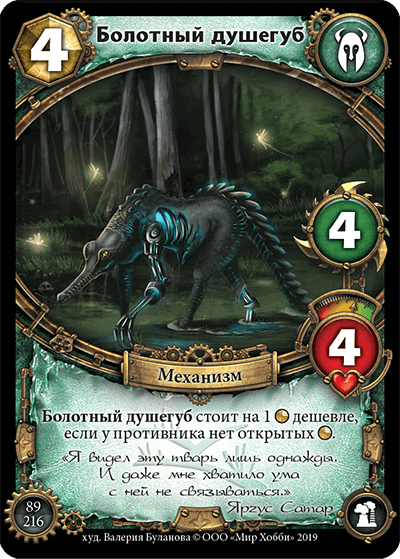 4
Болотный душегуб
4
4
Механизм
Болотный душегуб стоит на 1 дешевле,
если у противника нет открытых .
«Я видел эту тварь лишь однажды.
И даже мне хватило ума
с ней не связываться.»
Яргус Сатар
89
216
худ. Валерия Буланова © ООО «Мир Хобби» 2019